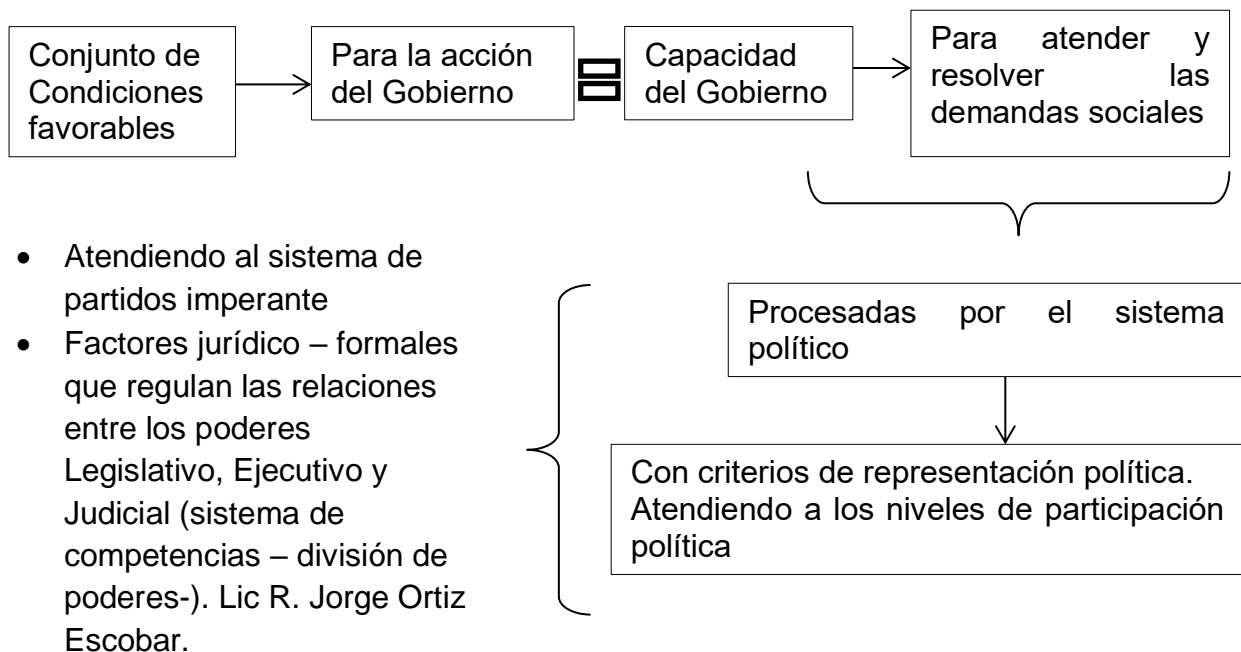 Conjunto de
Condiciones
favorables
Para la acción
del Gobierno
Capacidad
del Gobierno
Para atender y
resolver las
demandas sociales
• Atendiendo al sistema de
partidos imperante
• Factores jurídico – formales
que regulan las relaciones
entre los poderes
Legislativo, Ejecutivo y
Judicial (sistema de
competencias – división de
poderes-). Lic R. Jorge Ortiz
Escobar.
Procesadas por el sistema
político
Con criterios de representación política.
Atendiendo a los niveles de participación
política